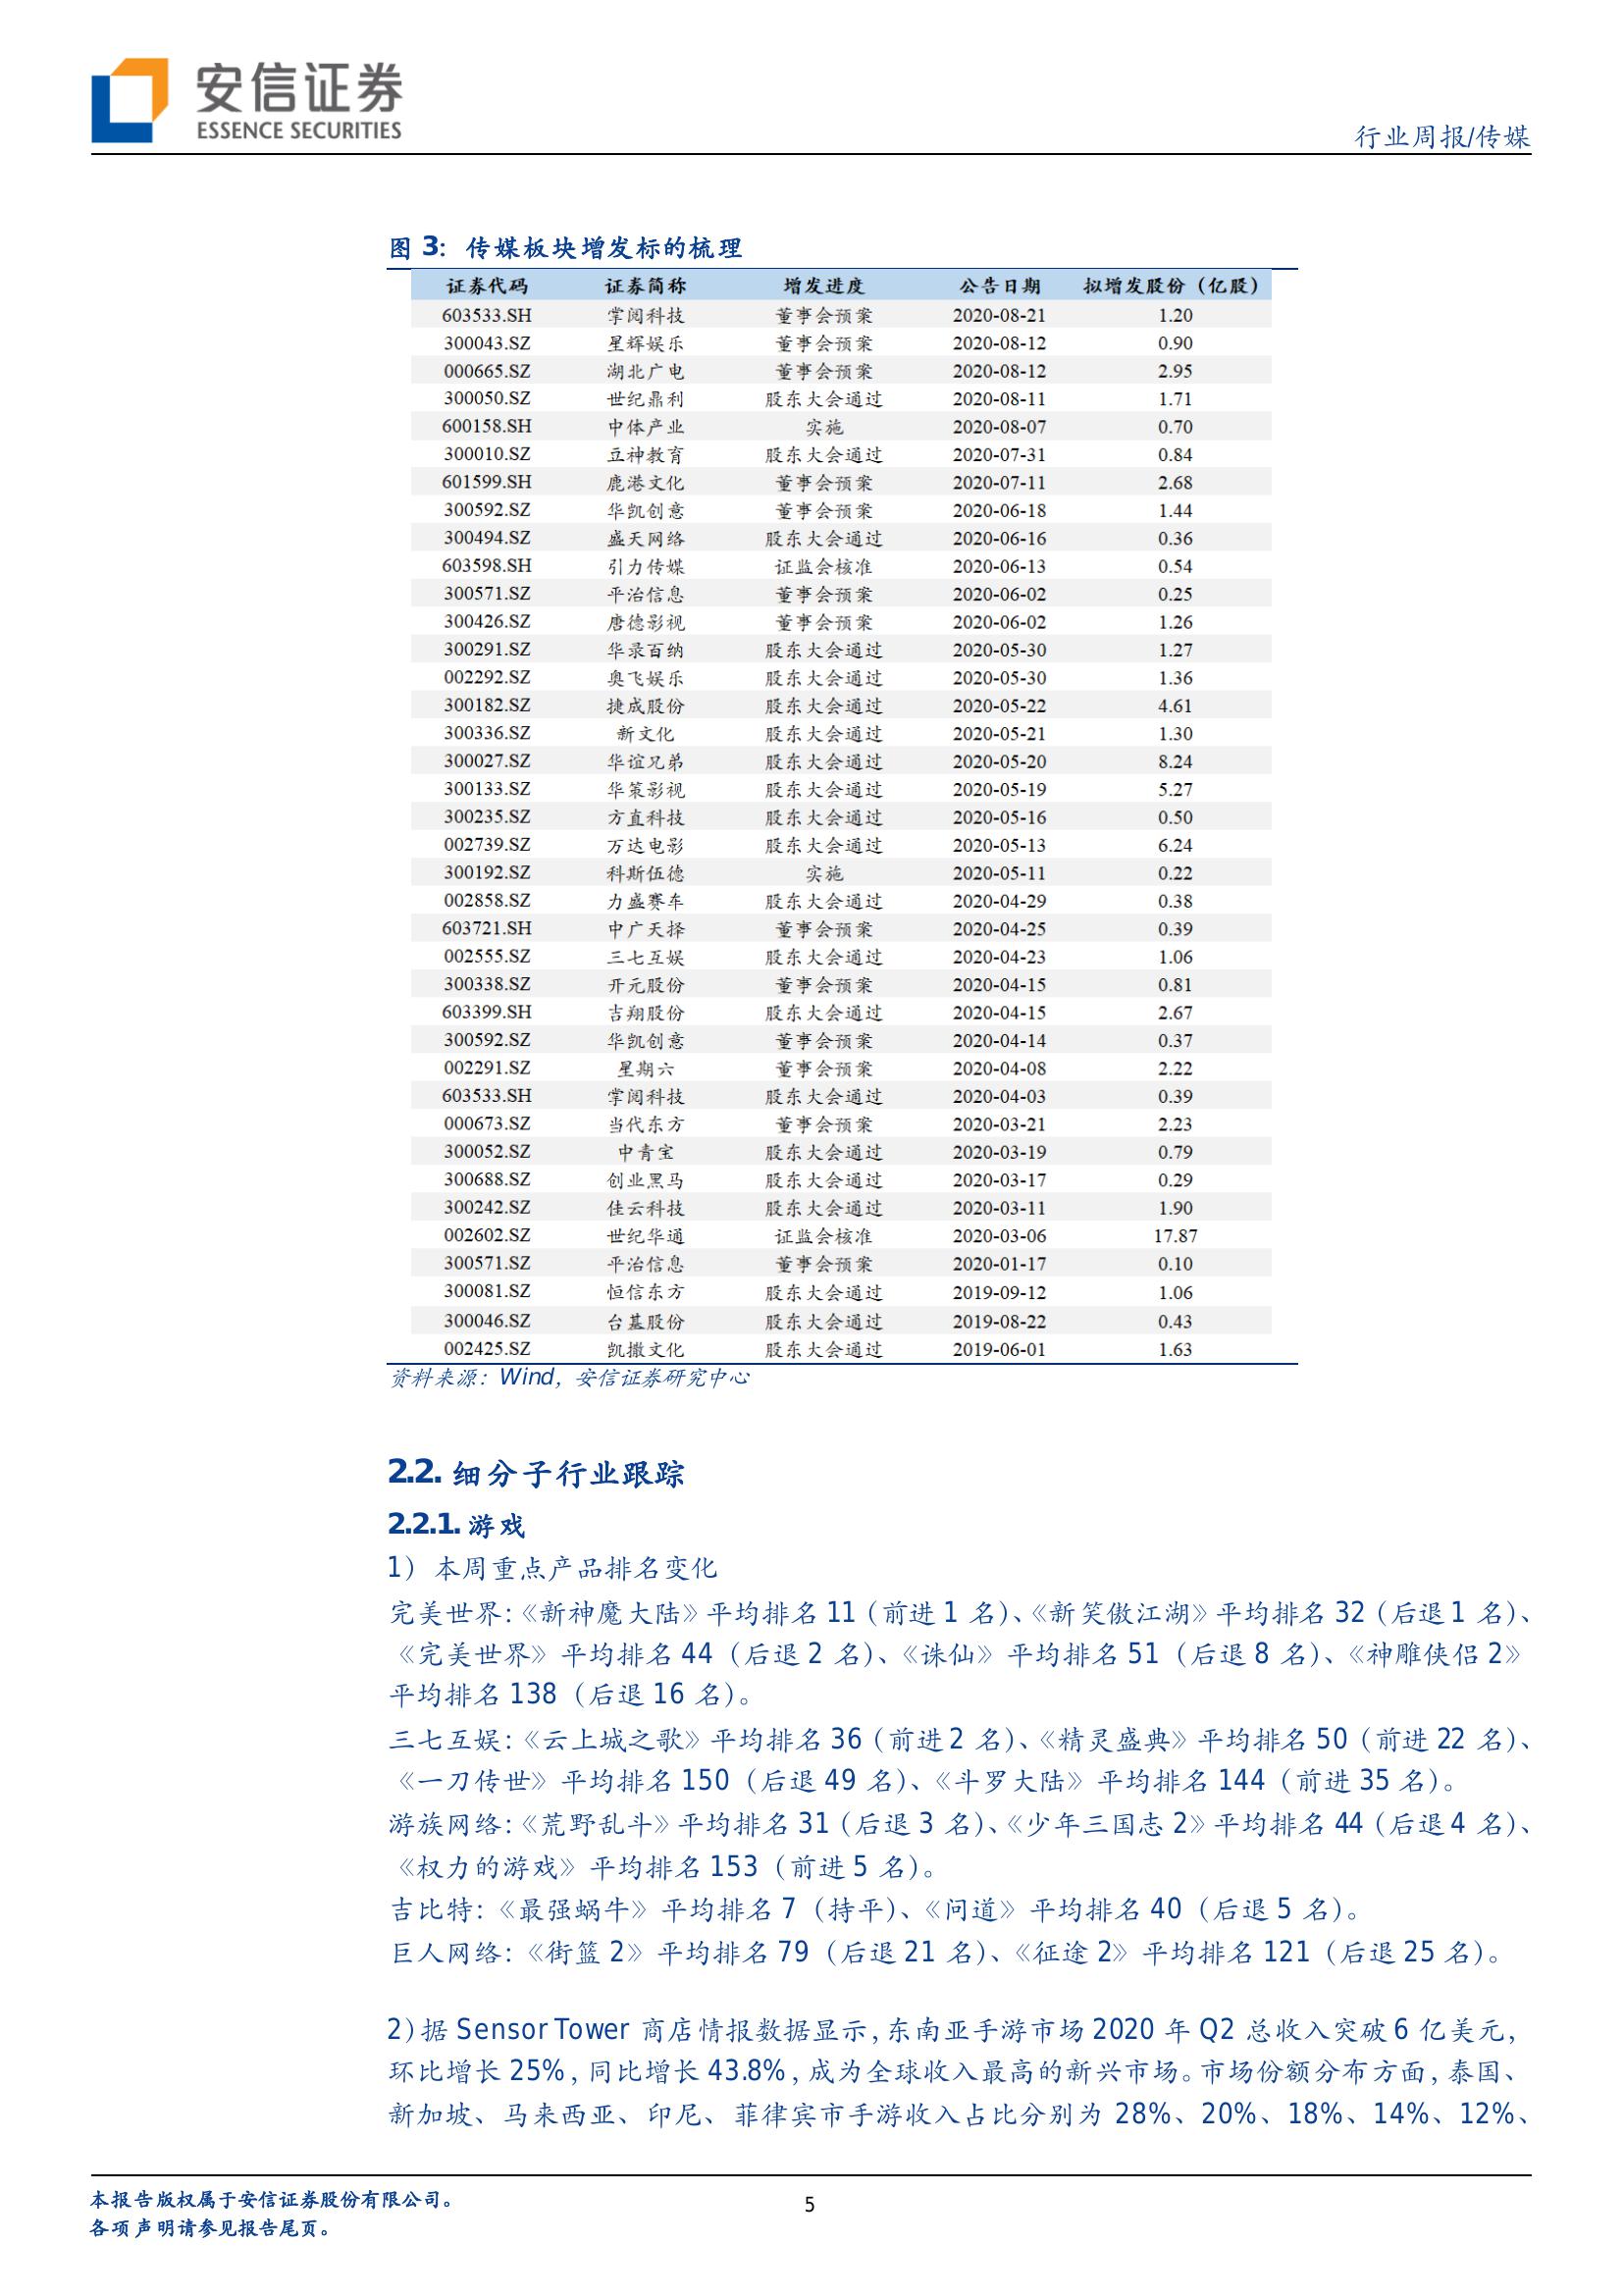 安信证券
ESSENCE SECURITIES
行业周报/传媒
图 3：传媒板块增发标的梳理
证券代码 证券简称 增发进度 公告日期 拟增发股份（亿股）
603533.SH 掌阅科技 董事会预案 2020-08-21 1.20
300043.SZ 星辉娱乐 董事会预案 2020-08-12 0.90
000665.SZ 湖北广电 董事会预案 2020-08-12 2.95
300050.SZ 世纪鼎利 股东大会通过 2020-08-11 1.71
600158.SH 中体产业 实施 2020-08-07 0.70
300010.SZ 豆神教育 股东大会通过 2020-07-31 0.84
601599.SH 鹿港文化 董事会预案 2020-07-11 2.68
300592.SZ 华凯创意 董事会预案 2020-06-18 1.44
300494.SZ 盛天网络 股东大会通过 2020-06-16 0.36
603598.SH 引力传媒 证监会核准 2020-06-13 0.54
300571.SZ 平治信息 董事会预案 2020-06-02 0.25
300426.SZ 唐德影视 董事会预案 2020-06-02 1.26
300291.SZ 华录百纳 股东大会通过 2020-05-30 1.27
002292.SZ 奥飞娱乐 股东大会通过 2020-05-30 1.36
300182.SZ 捷成股份 股东大会通过 2020-05-22 4.61
300336.SZ 新文化 股东大会通过 2020-05-21 1.30
300027.SZ 华谊兄弟 股东大会通过 2020-05-20 8.24
300133.SZ 华策影视 股东大会通过 2020-05-19 5.27
300235.SZ 方直科技 股东大会通过 2020-05-16 0.50
002739.SZ 万达电影 股东大会通过 2020-05-13 6.24
300192.SZ 科斯伍德 实施 2020-05-11 0.22
002858.SZ 力盛赛车 股东大会通过 2020-04-29 0.38
603721.SH 中广天择 董事会预案 2020-04-25 0.39
002555.SZ 三七互娱 股东大会通过 2020-04-23 1.06
300338.SZ 开元股份 董事会预案 2020-04-15 0.81
603399.SH 吉翔股份 股东大会通过 2020-04-15 2.67
300592.SZ 华凯创意 董事会预案 2020-04-14 0.37
002291.SZ 星期六 董事会预案 2020-04-08 2.22
603533.SH 掌阅科技 股东大会通过 2020-04-03 0.39
000673.SZ 当代东方 董事会预案 2020-03-21 2.23
300052.SZ 中青宝 股东大会通过 2020-03-19 0.79
300688.SZ 创业黑马 股东大会通过 2020-03-17 0.29
300242.SZ 佳云科技 股东大会通过 2020-03-11 1.90
002602.SZ 世纪华通 证监会核准 2020-03-06 17.87
300571.SZ 平治信息 董事会预案 2020-01-17 0.10
300081.SZ 恒信东方 股东大会通过 2019-09-12 1.06
300046.SZ 台基股份 股东大会通过 2019-08-22 0.43
002425.SZ 凯撒文化 股东大会通过 2019-06-01 1.63
资料来源：Wind，安信证券研究中心
2.2. 细分子行业跟踪
2.2.1. 游戏
1）本周重点产品排名变化
完美世界：《新神魔大陆》平均排名 11（前进 1 名）、《新笑傲江湖》平均排名 32（后退 1 名）、
《完美世界》平均排名 44（后退 2 名）、《诛仙》平均排名 51（后退 8 名）、《神雕侠侣 2》
平均排名 138（后退 16 名）。
三七互娱：《云上城之歌》平均排名 36（前进 2 名）、《精灵盛典》平均排名 50（前进 22 名）、
《一刀传世》平均排名 150（后退 49 名）、《斗罗大陆》平均排名 144（前进 35 名）。
游族网络：《荒野乱斗》平均排名 31（后退 3 名）、《少年三国志 2》平均排名 44（后退 4 名）、
《权力的游戏》平均排名 153（前进 5 名）。
吉比特：《最强蜗牛》平均排名 7（持平）、《问道》平均排名 40（后退 5 名）。
巨人网络：《街篮 2》平均排名 79（后退 21 名）、《征途 2》平均排名 121（后退 25 名）。
2）据 Sensor Tower 商店情报数据显示，东南亚手游市场 2020 年 Q2 总收入突破 6 亿美元，
环比增长 25%，同比增长 43.8%，成为全球收入最高的新兴市场。市场份额分布方面，泰国、
新加坡、马来西亚、印尼、菲律宾市手游收入占比分别为 28%、20%、18%、14%、12%、
本报告版权属于安信证券股份有限公司。
5
各项声明请参见报告尾页。